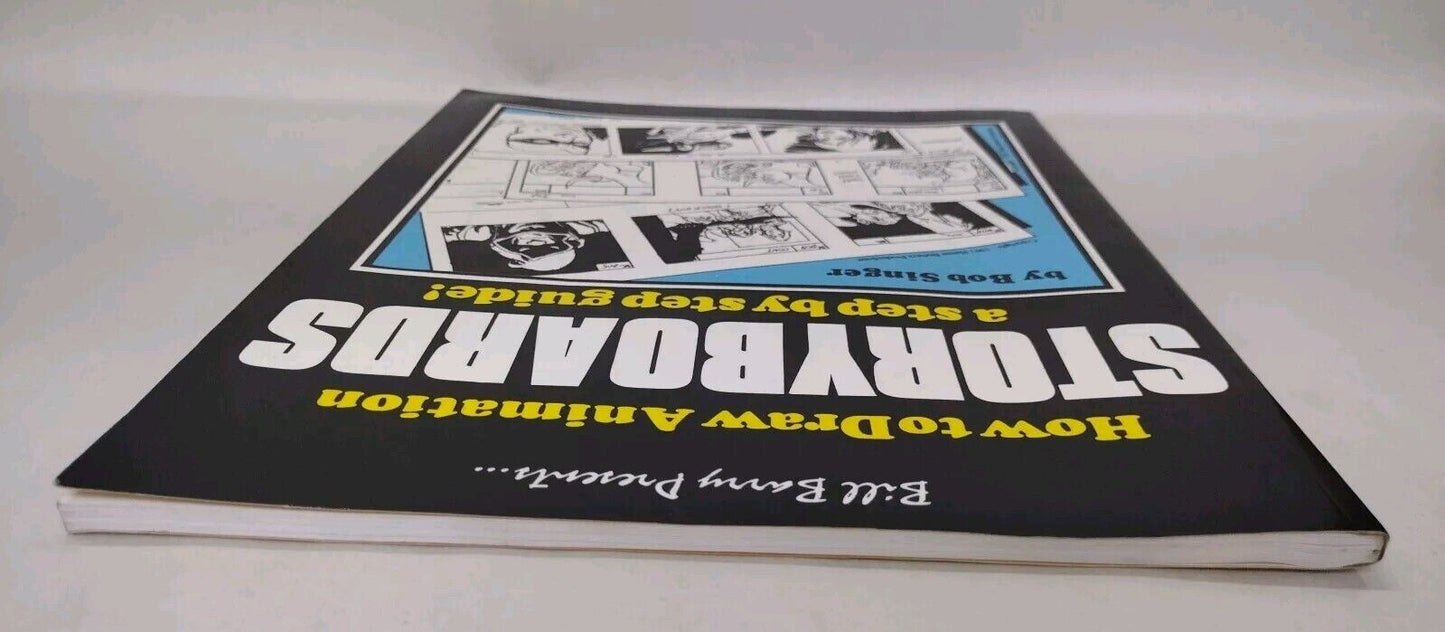 Bill Barry Presents...
How to Draw Animation
STORYBOARDS
a step by step guide!
by Bob Singer